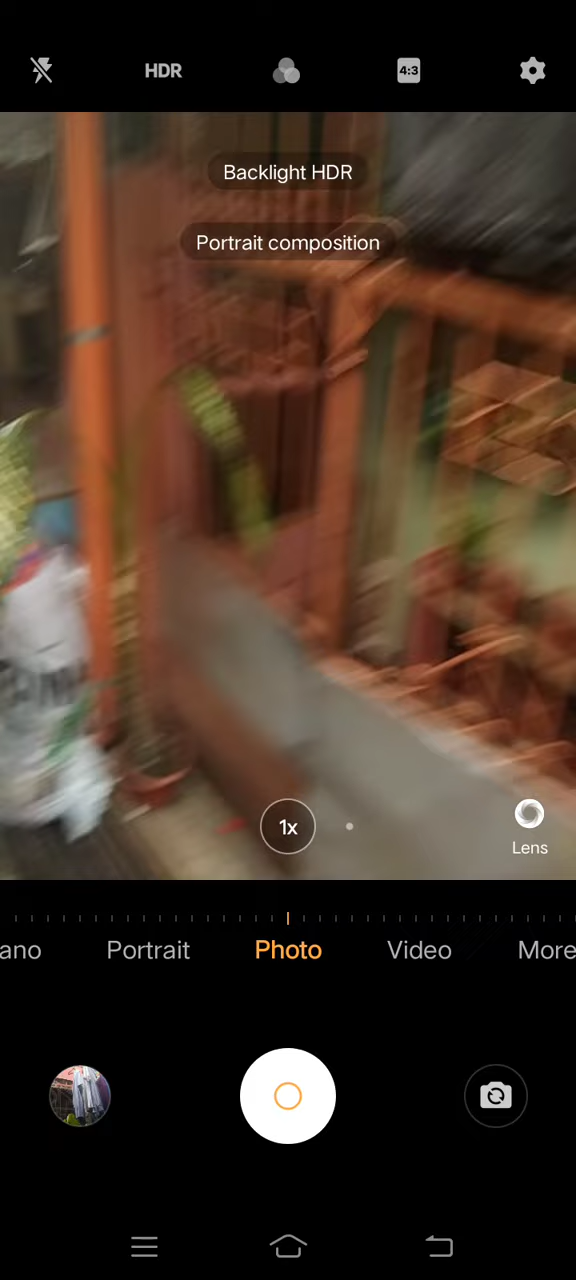 HDR
4:3
Backlight HDR
Portrait composition
1x
Lens
ano Portrait Photo Video More